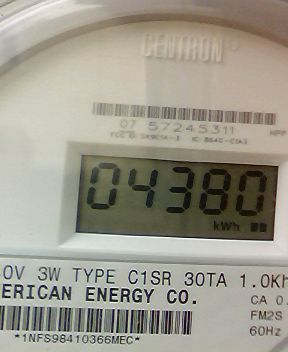 CENTRON®
07 57245311
04380
kWh
0V 3W TYPE C1SR 30TA 1.0Kh
ERICAN ENERGY CO.
CA 0.
FM2S
60Hz
*1NFS98410366MEC*